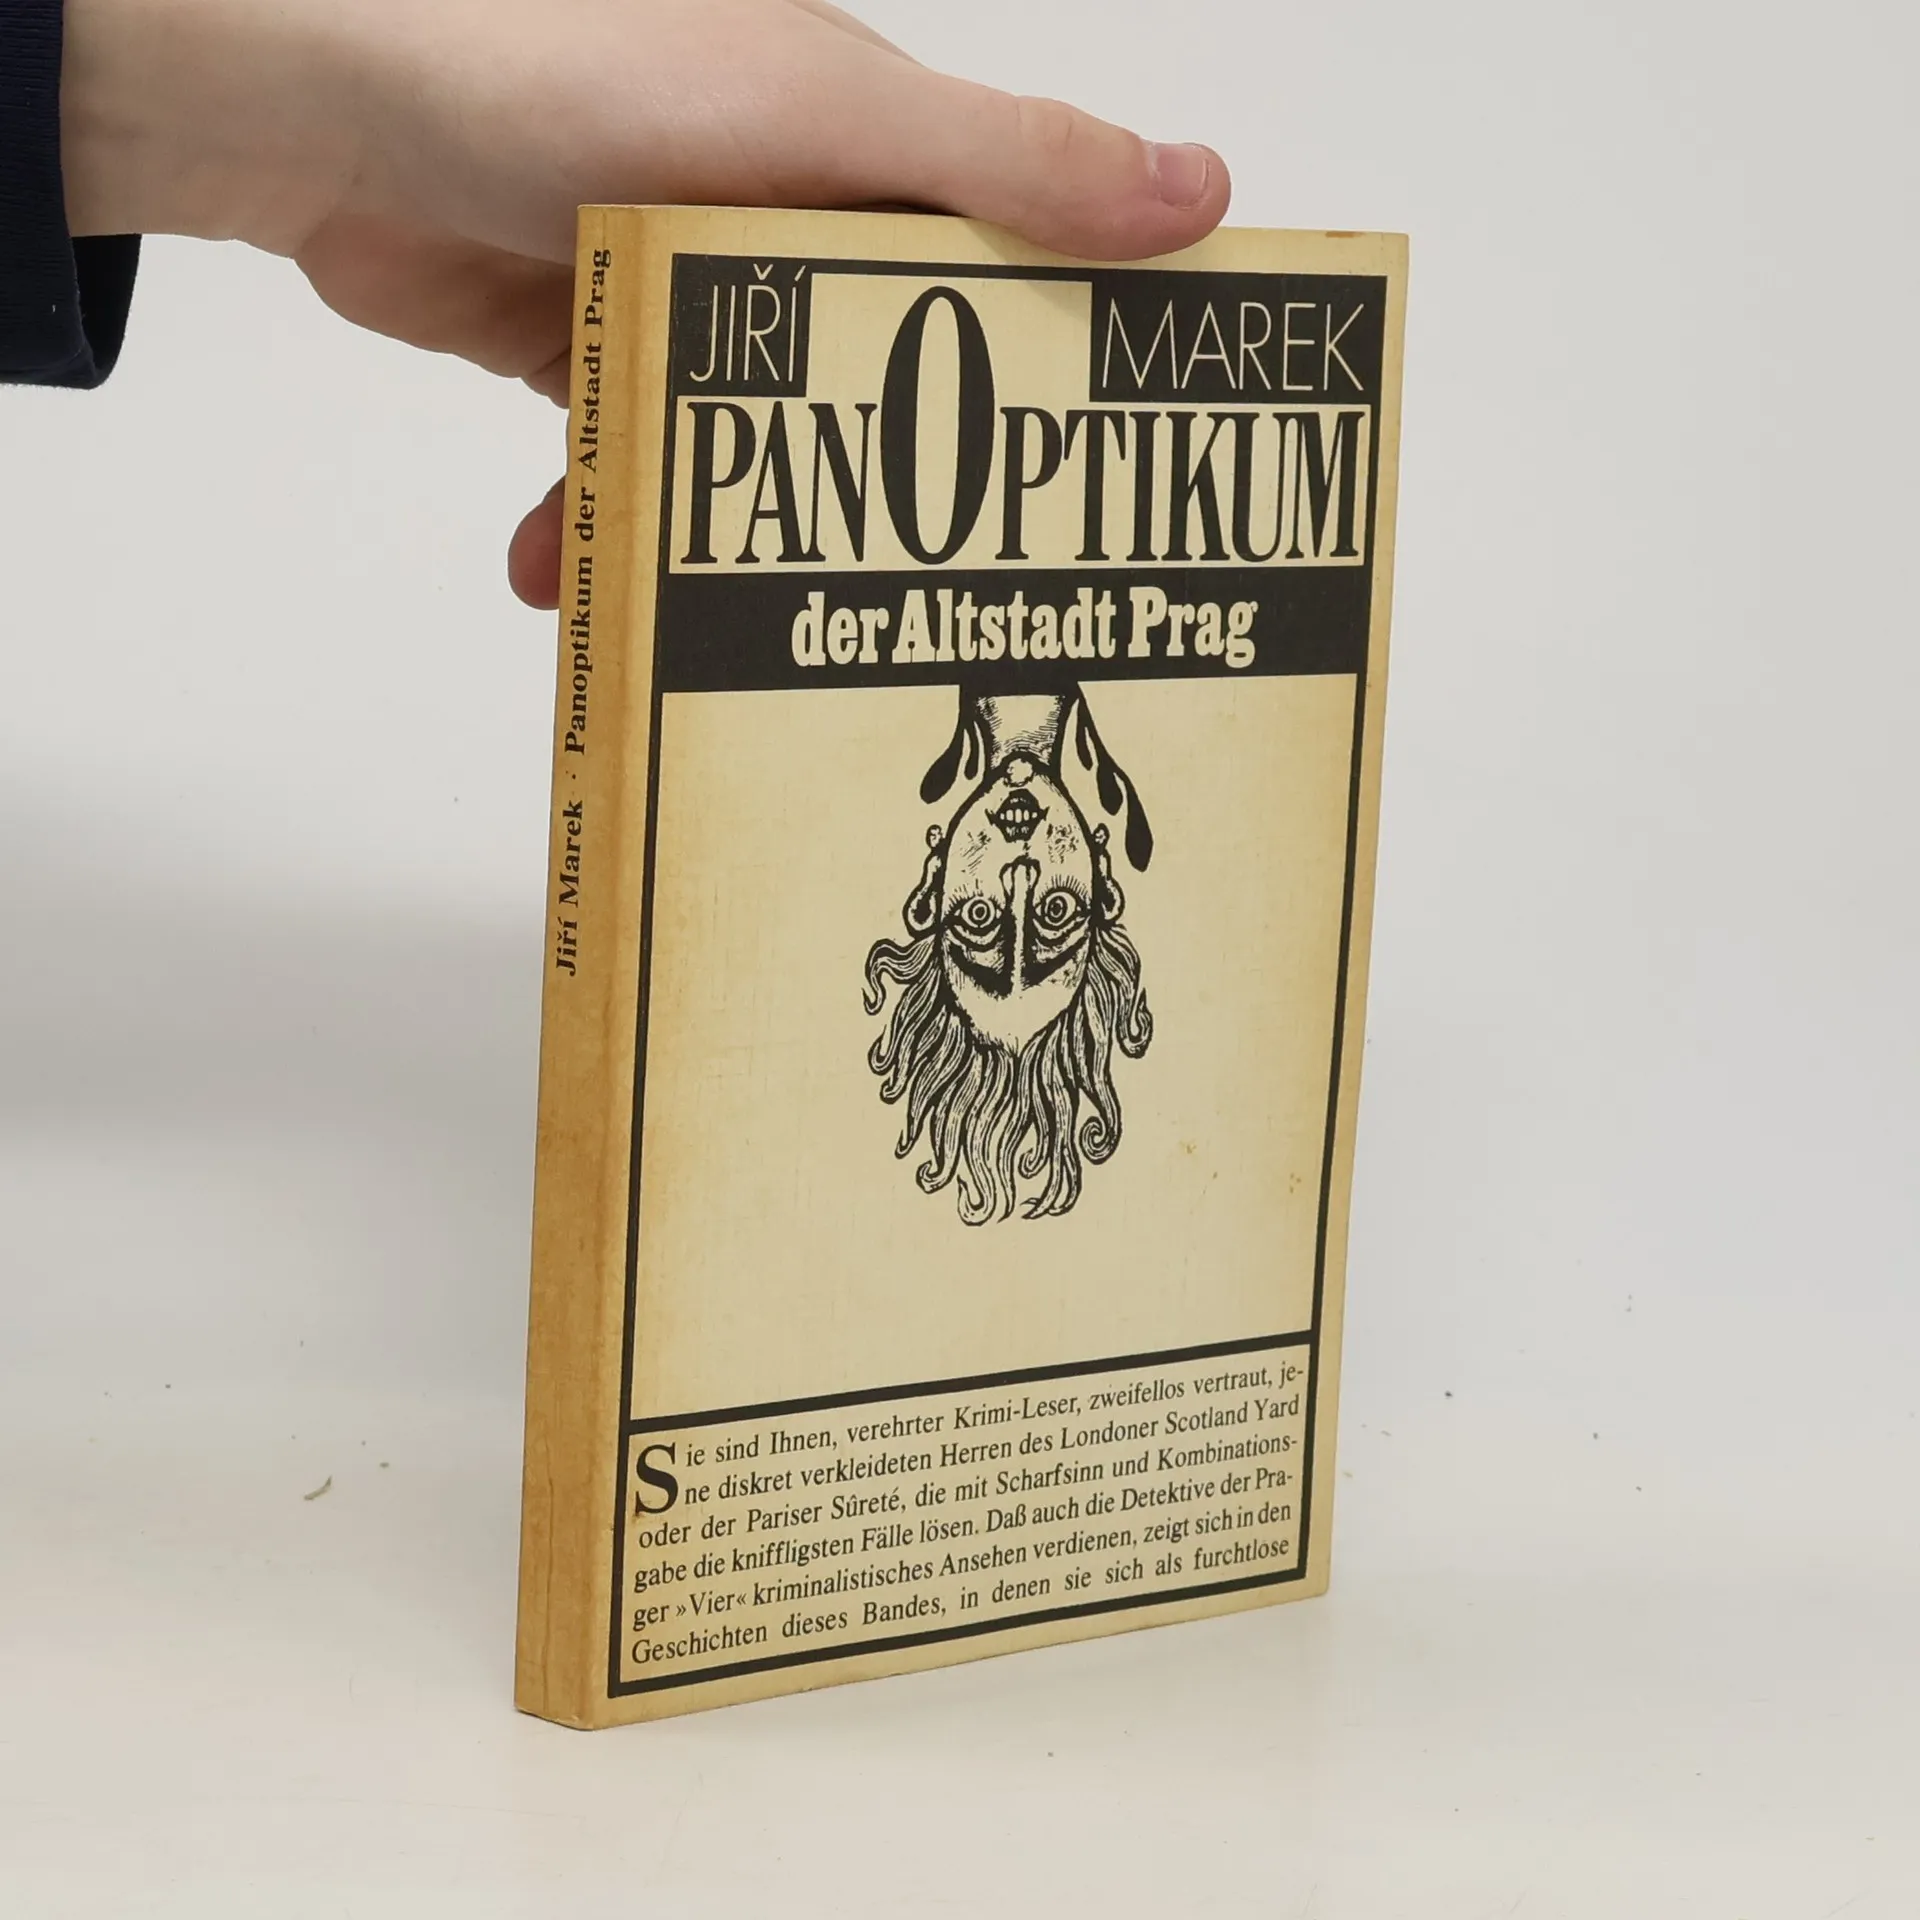 JIŘÍ MAREK
PANOPTIKUM
der Altstadt Prag
Sie sind Ihnen, verehrter Krimi-Leser, zweifellos vertraut, je-
ne diskret verkleideten Herren des Londoner Scotland Yard
oder der Pariser Sûreté, die mit Scharfsinn und Kombinations-
gabe die kniffligsten Fälle lösen. Daß auch die Detektive der Pra-
ger »Vier« kriminalistisches Ansehen verdienen, zeigt sich in den
Geschichten dieses Bandes, in denen sie sich als furchtlose
Jiří Marek · Panoptikum der Altstadt Prag